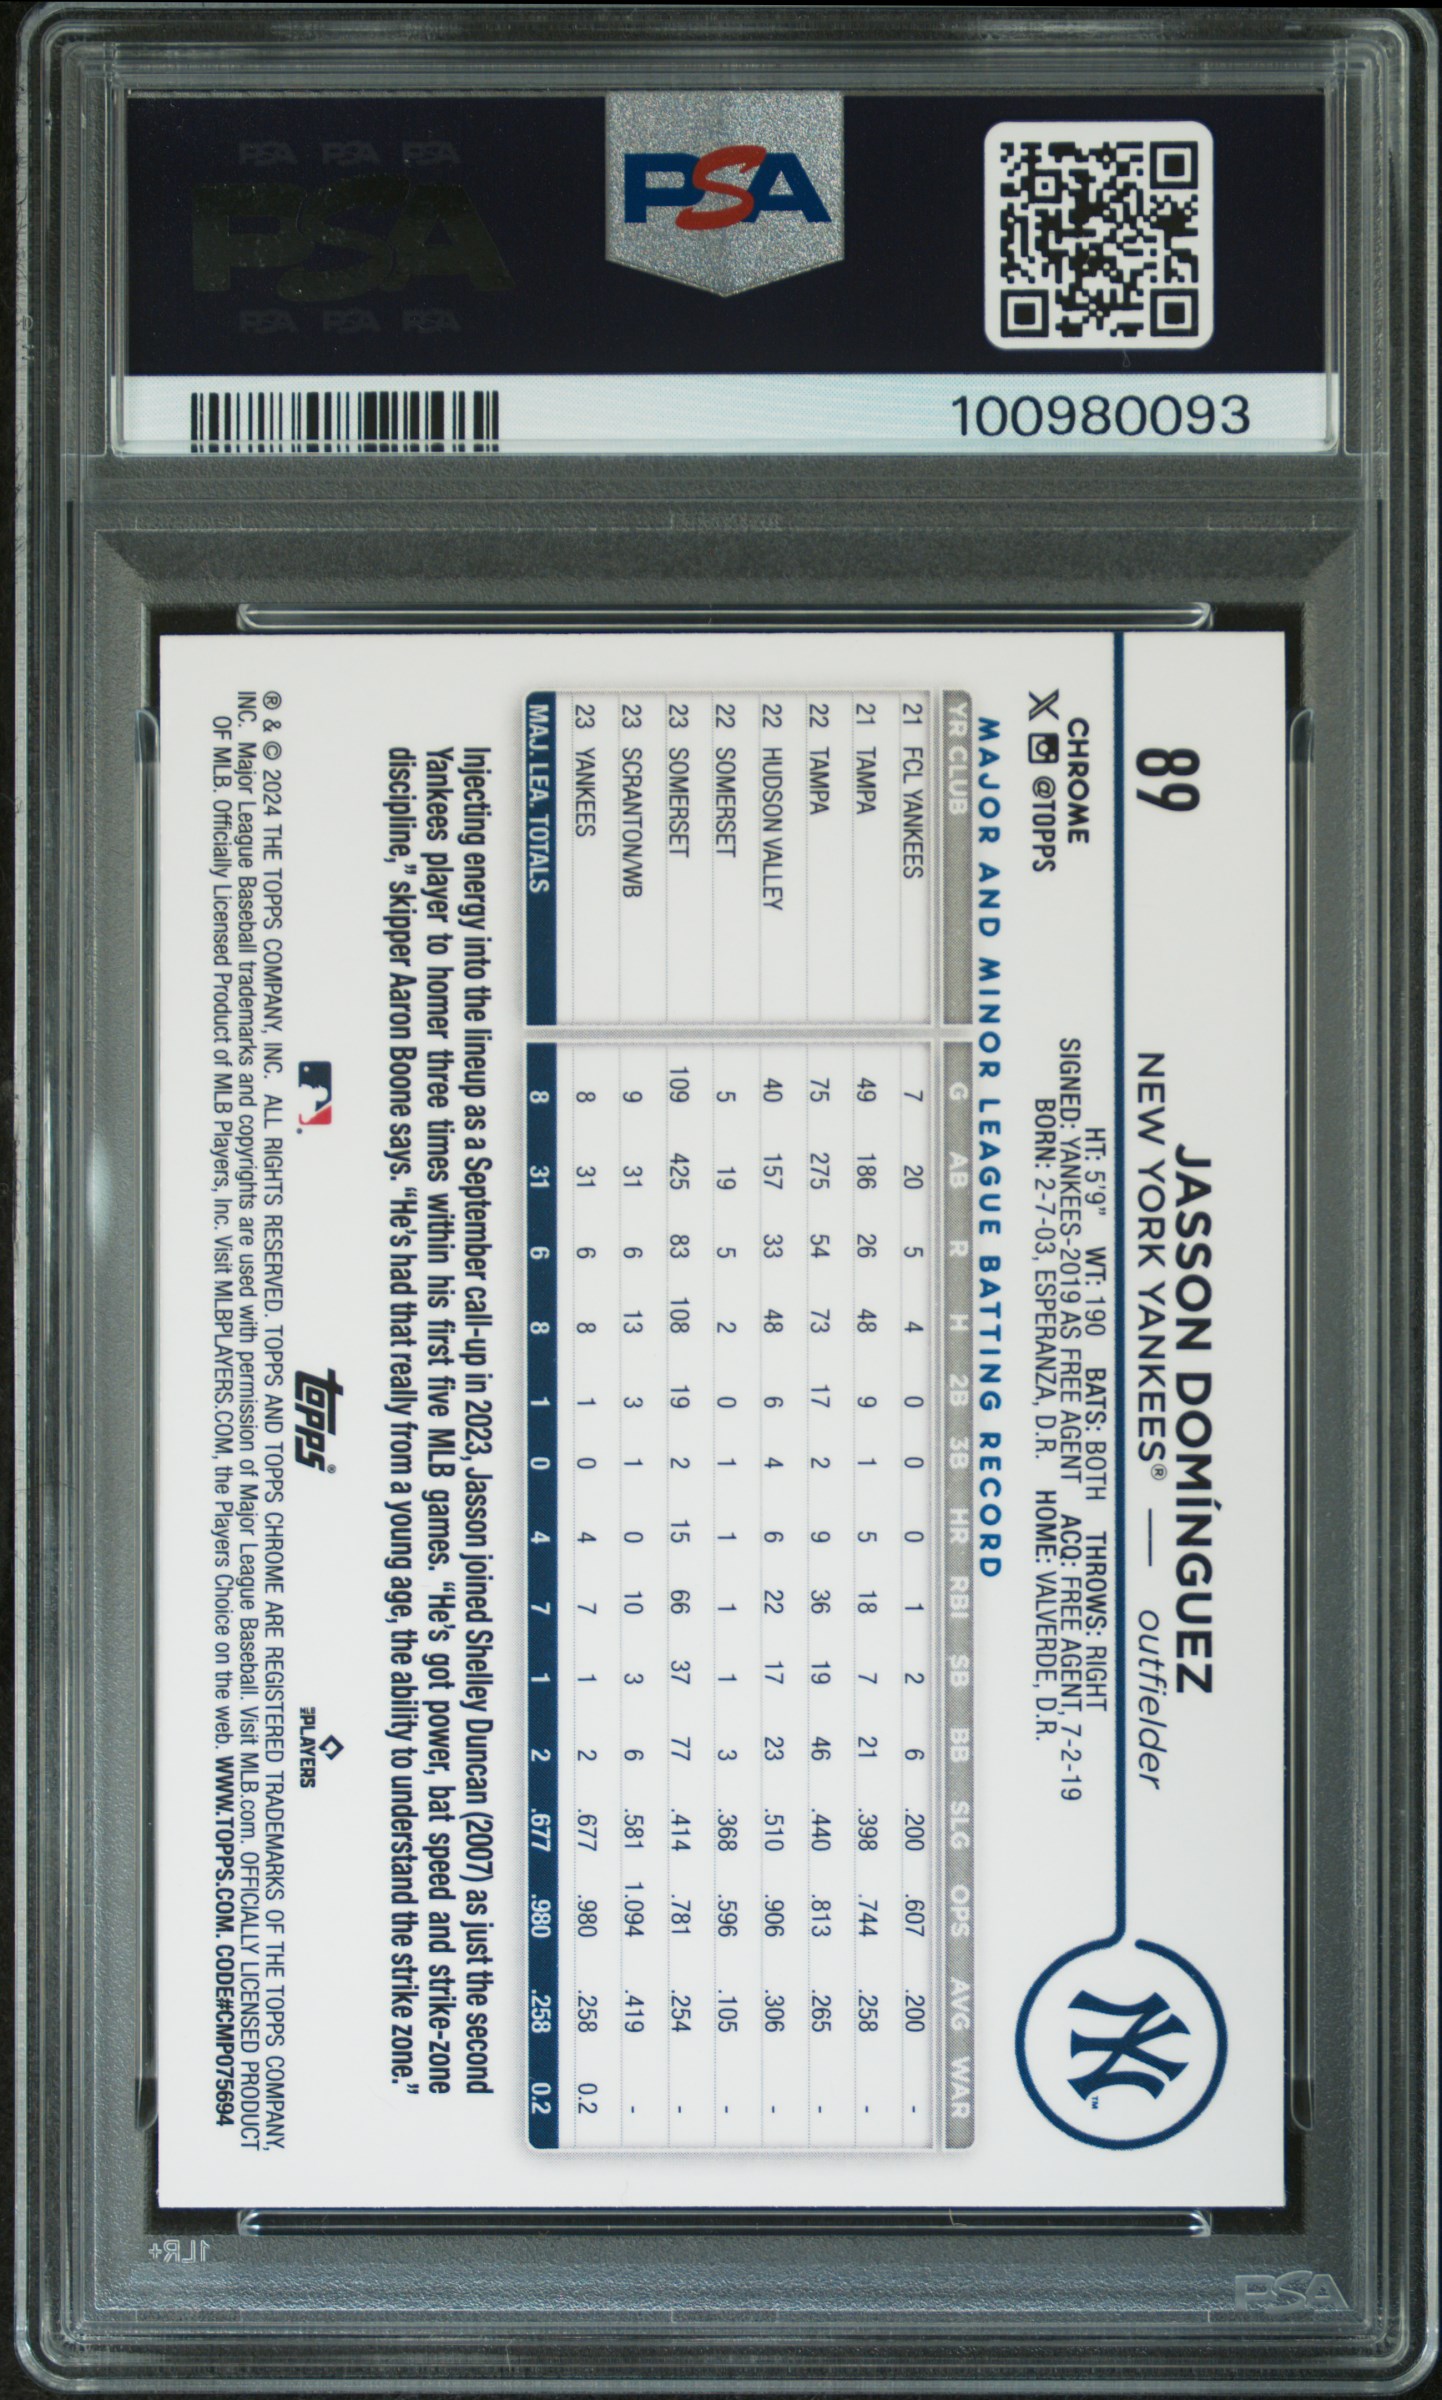 PSA PSA PSA
PSA
PSA PSA PSA
PSA
100980093
89
JASSON DOMÍNGUEZ
NEW YORK YANKEES® — outfielder
CHROME
@TOPPS
HT: 5'9" WT: 190 BATS: BOTH THROWS: RIGHT
SIGNED: YANKEES-2019 AS FREE AGENT ACQ: FREE AGENT, 7-2-19
BORN: 2-7-03, ESPERANZA, D.R. HOME: VALVERDE, D.R.
NY™
MAJOR AND MINOR LEAGUE BATTING RECORD
YR CLUB G AB R H 2B 3B HR RBI SB BB SLG OPS AVG WAR
21 FCL YANKEES 7 20 5 4 0 0 0 1 2 6 .200 .607 .200 -
21 TAMPA 49 186 26 48 9 1 5 18 7 21 .398 .744 .258 -
22 TAMPA 75 275 54 73 17 2 9 36 19 46 .440 .813 .265 -
22 HUDSON VALLEY 40 157 33 48 6 4 6 22 17 23 .510 .906 .306 -
22 SOMERSET 5 19 5 2 0 1 1 1 1 3 .368 .596 .105 -
23 SOMERSET 109 425 83 108 19 2 15 66 37 77 .414 .781 .254 -
23 SCRANTON/WB 9 31 6 13 3 1 0 10 3 6 .581 1.094 .419 -
23 YANKEES 8 31 6 8 1 0 4 7 1 2 .677 .980 .258 0.2
MAJ. LEA. TOTALS 8 31 6 8 1 0 4 7 1 2 .677 .980 .258 0.2
Injecting energy into the lineup as a September call-up in 2023, Jasson joined Shelley Duncan (2007) as just the second
Yankees player to homer three times within his first five MLB games. “He’s got power, bat speed and strike-zone
discipline,” skipper Aaron Boone says. “He’s had that really from a young age, the ability to understand the strike zone.”
topps®
PLAYERS
® & © 2024 THE TOPPS COMPANY, INC. ALL RIGHTS RESERVED. TOPPS AND TOPPS CHROME ARE REGISTERED TRADEMARKS OF THE TOPPS COMPANY,
INC. Major League Baseball trademarks and copyrights are used with permission of Major League Baseball. Visit MLB.com. OFFICIALLY LICENSED PRODUCT
OF MLB. Officially Licensed Product of MLB Players, Inc. Visit MLBPLAYERS.COM, the Players Choice on the web. WWW.TOPPS.COM. CODE#CMP075694
1LR+
PSA